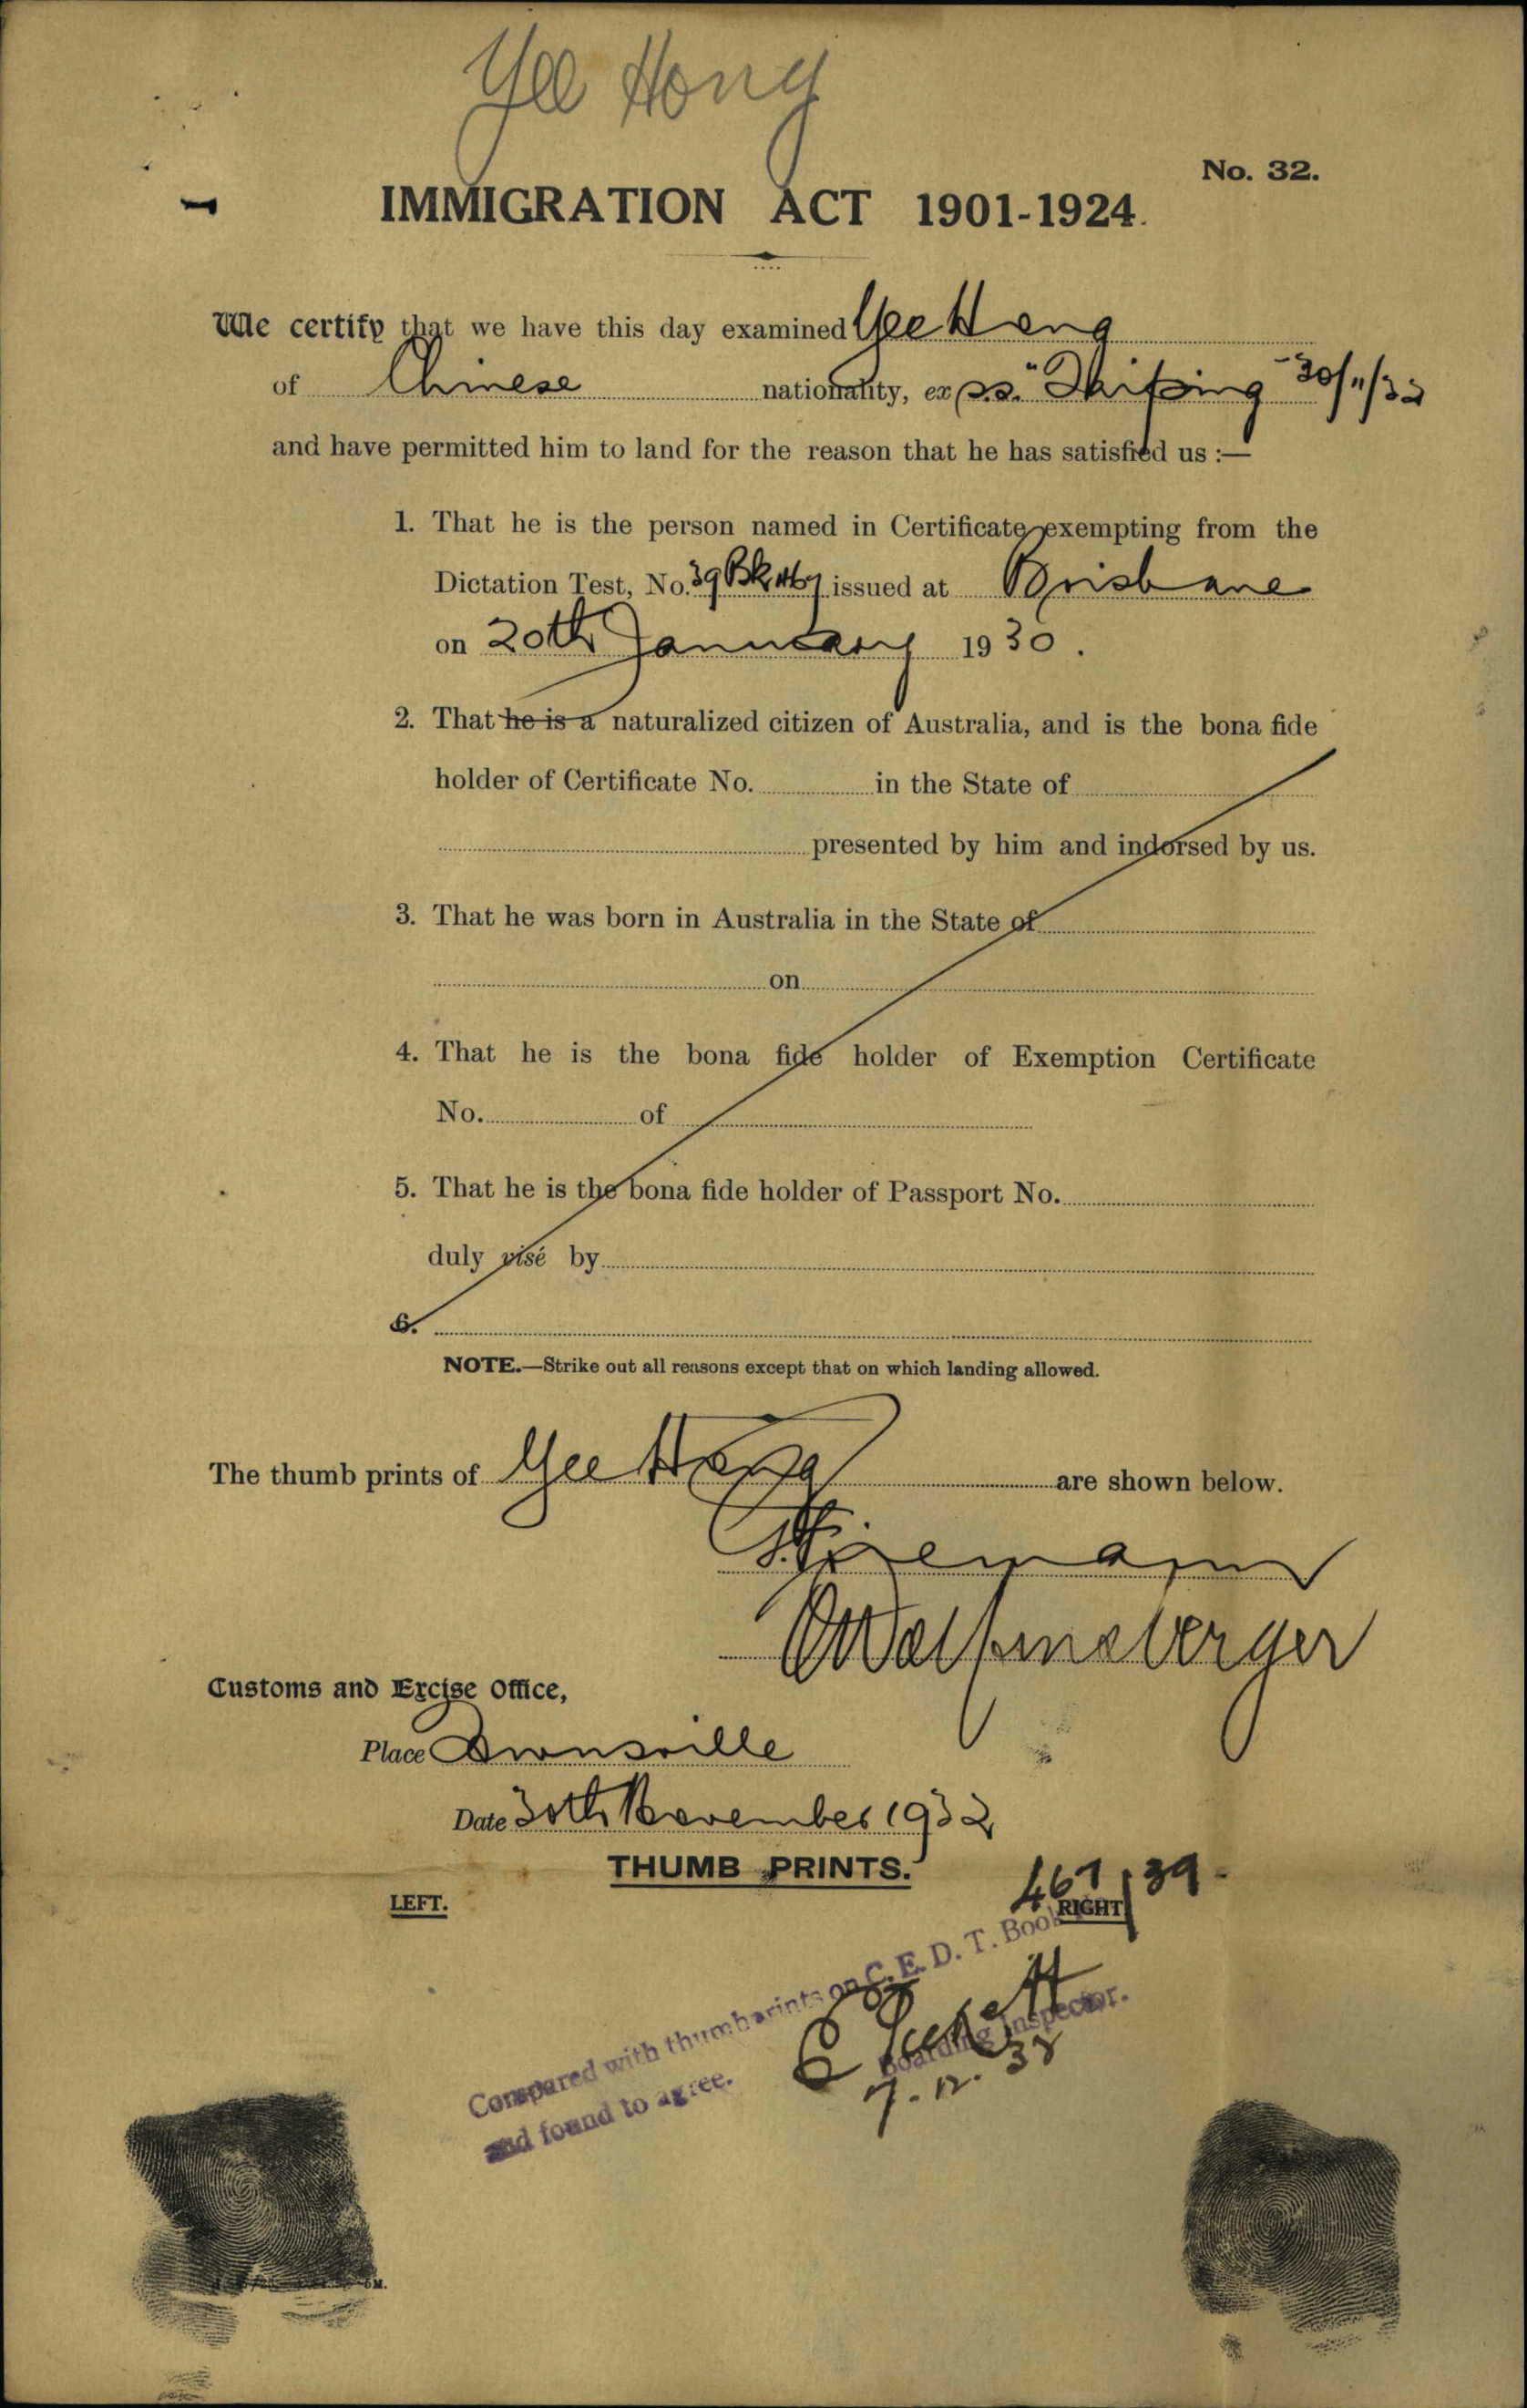 Yee Hong
No. 32.
IMMIGRATION ACT 1901-1924.
We certify that we have this day examined Yee Hong
of Chinese nationality, ex s.s. "Taiping" 30/11/32
and have permitted him to land for the reason that he has satisfied us :—
1. That he is the person named in Certificate exempting from the
Dictation Test, No. 39 Bk 467 issued at Brisbane
on 20th January 1930.
2. That he is a naturalized citizen of Australia, and is the bona fide
holder of Certificate No. in the State of
presented by him and indorsed by us.
3. That he was born in Australia in the State of
on
4. That he is the bona fide holder of Exemption Certificate
No. of
5. That he is the bona fide holder of Passport No.
duly visé by
6.
NOTE.—Strike out all reasons except that on which landing allowed.
The thumb prints of Yee Hong are shown below.
Customs and Excise Office,
Place Townsville
Date 30th November 1932
THUMB PRINTS.
467/39
LEFT. RIGHT
Compared with thumbprints on C. E. D. T. Book
and found to agree.
Boarding Inspector.
7.12.32